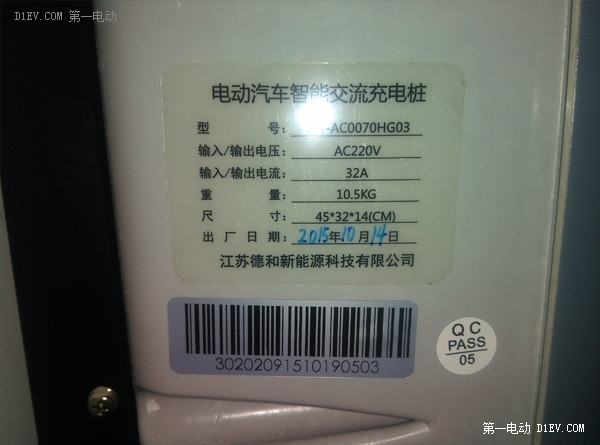 D1EV.COM 第一电动
电动汽车智能交流充电桩
型 号： -AC0070HG03
输入/输出电压： AC220V
输入/输出电流： 32A
重 量： 10.5KG
尺 寸： 45*32*14(CM)
出 厂 日 期： 2015年10月14日
江苏德和新能源科技有限公司
30202091510190503
QC
PASS
05
第一电动 D1EV.COM